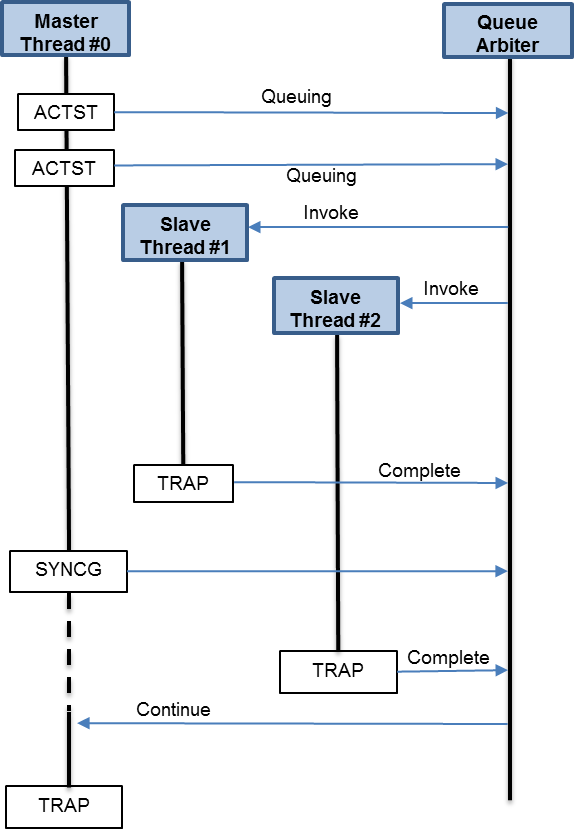 Master
Thread #0
Queue
Arbiter
ACTST
Queuing
ACTST
Queuing
Slave
Thread #1
Invoke
Slave
Thread #2
Invoke
TRAP
Complete
SYNCG
TRAP
Complete
Continue
TRAP